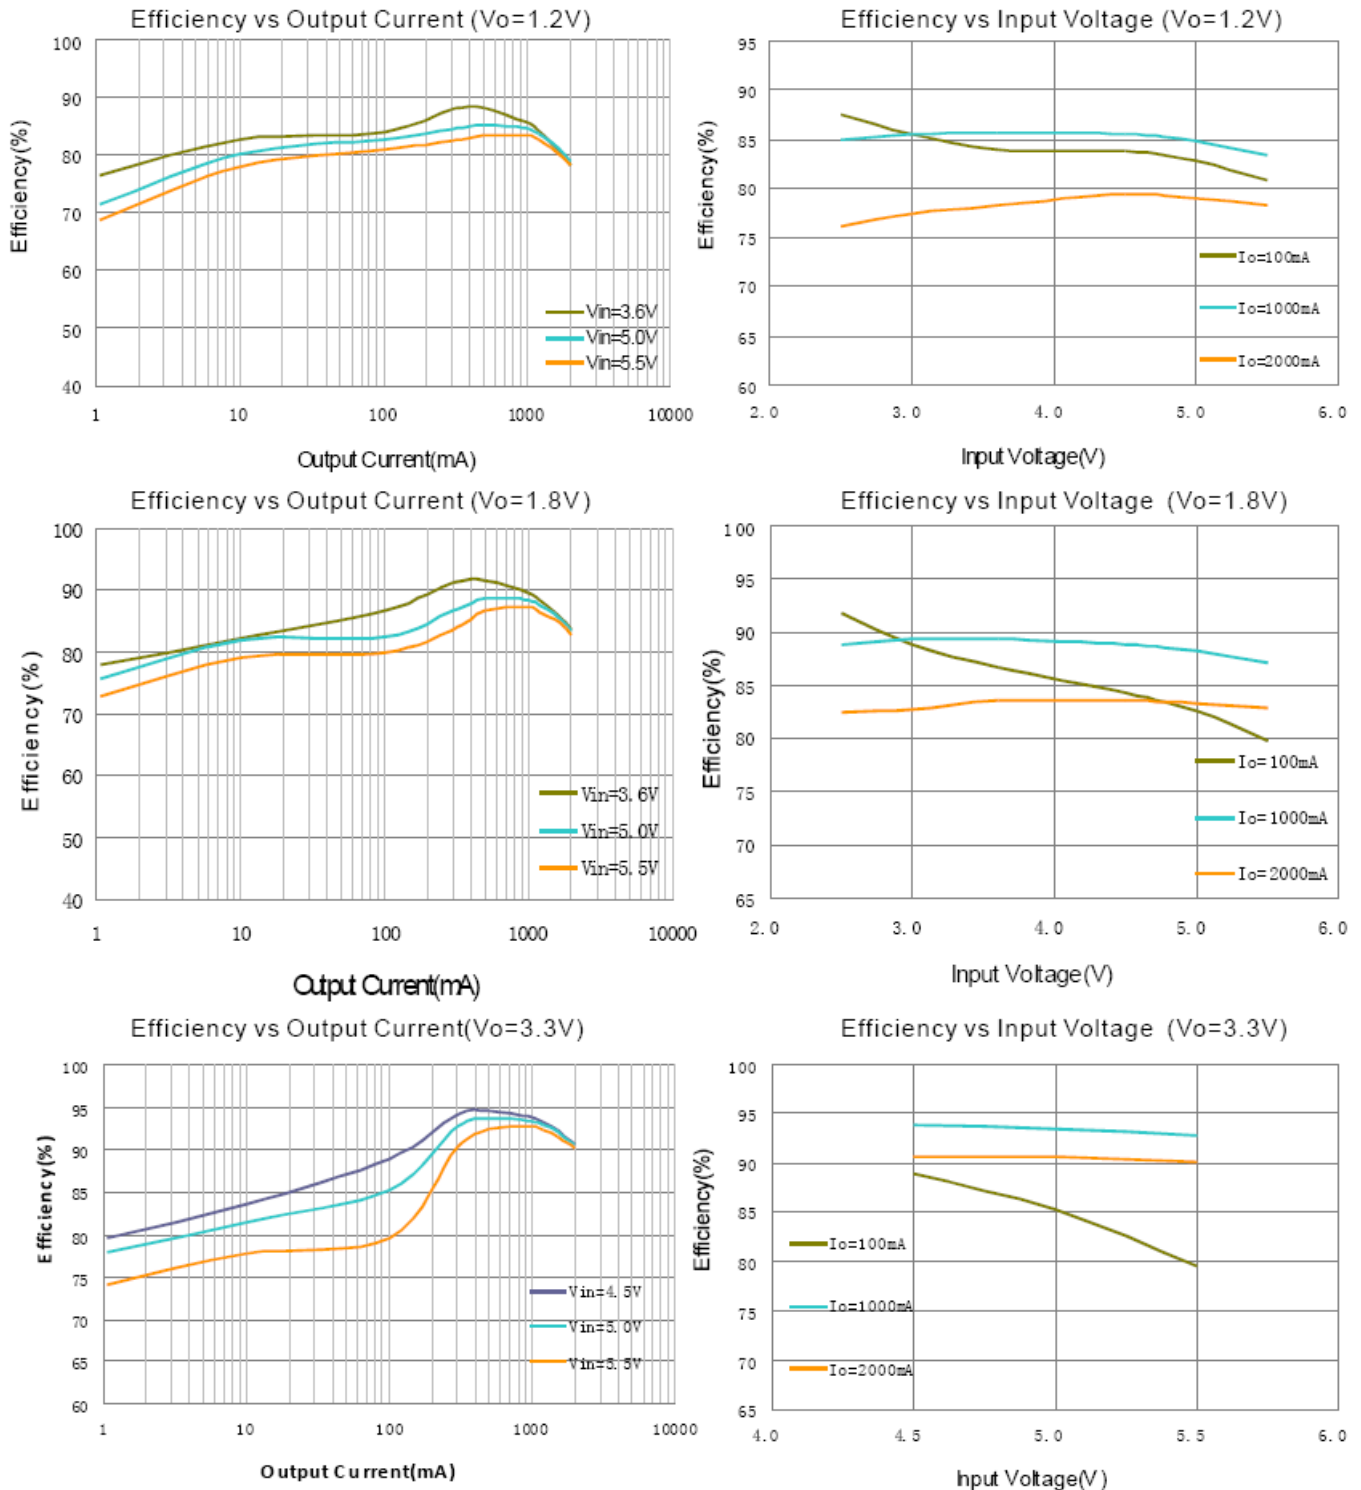 Efficiency vs Output Current (Vo=1.2V)
100
90
80
70
60
50
40
Efficiency(%)
Vin=3.6V
Vin=5.0V
Vin=5.5V
1 10 100 1000 10000
Output Current(mA)
Efficiency vs Input Voltage (Vo=1.2V)
95
90
85
80
75
70
65
60
Efficiency(%)
Io=100mA
Io=1000mA
Io=2000mA
2.0 3.0 4.0 5.0 6.0
Input Voltage(V)
Efficiency vs Output Current (Vo=1.8V)
100
90
80
70
60
50
40
Efficiency(%)
Vin=3.6V
Vin=5.0V
Vin=5.5V
1 10 100 1000 10000
Output Current(mA)
Efficiency vs Input Voltage (Vo=1.8V)
100
95
90
85
80
75
70
65
Efficiency(%)
Io=100mA
Io=1000mA
Io=2000mA
2.0 3.0 4.0 5.0 6.0
Input Voltage(V)
Efficiency vs Output Current(Vo=3.3V)
100
95
90
85
80
75
70
65
60
Efficiency(%)
Vin=4.5V
Vin=5.0V
Vin=5.5V
1 10 100 1000 10000
Output Current(mA)
Efficiency vs Input Voltage (Vo=3.3V)
100
95
90
85
80
75
70
65
Efficiency(%)
Io=100mA
Io=1000mA
Io=2000mA
4.0 4.5 5.0 5.5 6.0
Input Voltage(V)